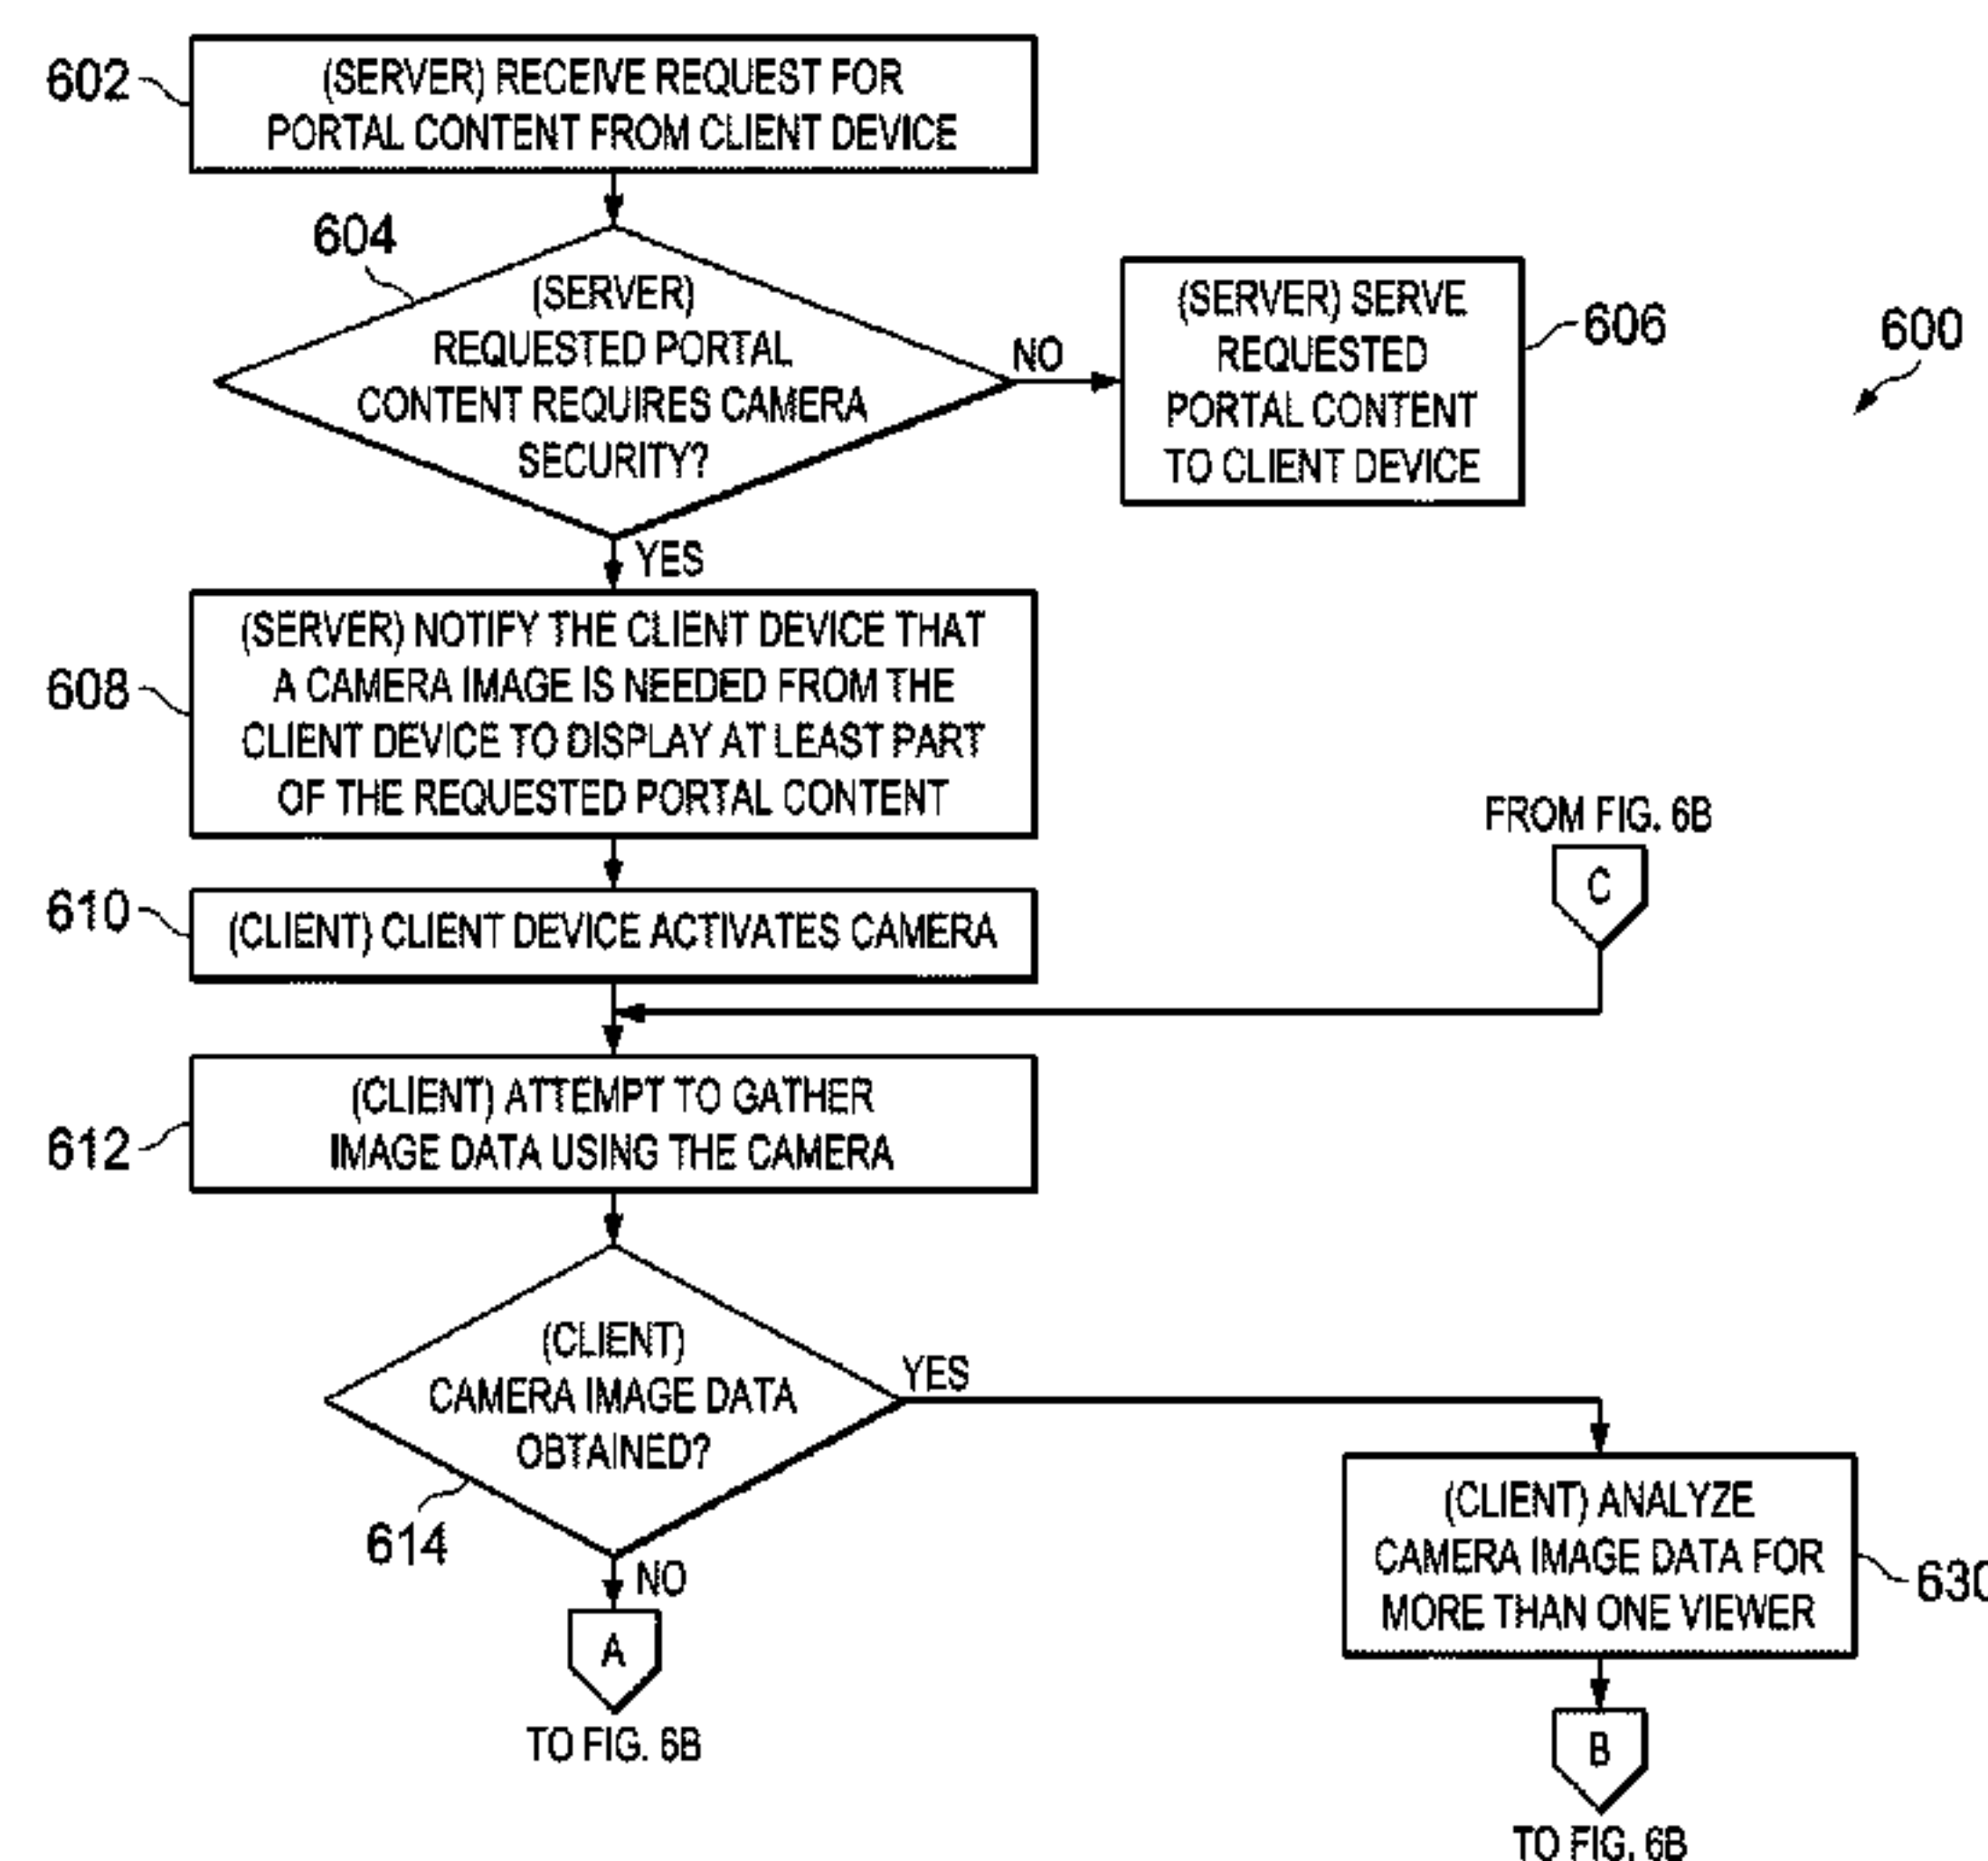 602
(SERVER) RECEIVE REQUEST FOR
PORTAL CONTENT FROM CLIENT DEVICE
604
(SERVER)
REQUESTED PORTAL
CONTENT REQUIRES CAMERA
SECURITY?
NO
(SERVER) SERVE
REQUESTED
PORTAL CONTENT
TO CLIENT DEVICE
606
600
YES
608
(SERVER) NOTIFY THE CLIENT DEVICE THAT
A CAMERA IMAGE IS NEEDED FROM THE
CLIENT DEVICE TO DISPLAY AT LEAST PART
OF THE REQUESTED PORTAL CONTENT
FROM FIG. 6B
C
610
(CLIENT) CLIENT DEVICE ACTIVATES CAMERA
612
(CLIENT) ATTEMPT TO GATHER
IMAGE DATA USING THE CAMERA
(CLIENT)
CAMERA IMAGE DATA
OBTAINED?
614
YES
NO
A
TO FIG. 6B
(CLIENT) ANALYZE
CAMERA IMAGE DATA FOR
MORE THAN ONE VIEWER
630
B
TO FIG. 6B